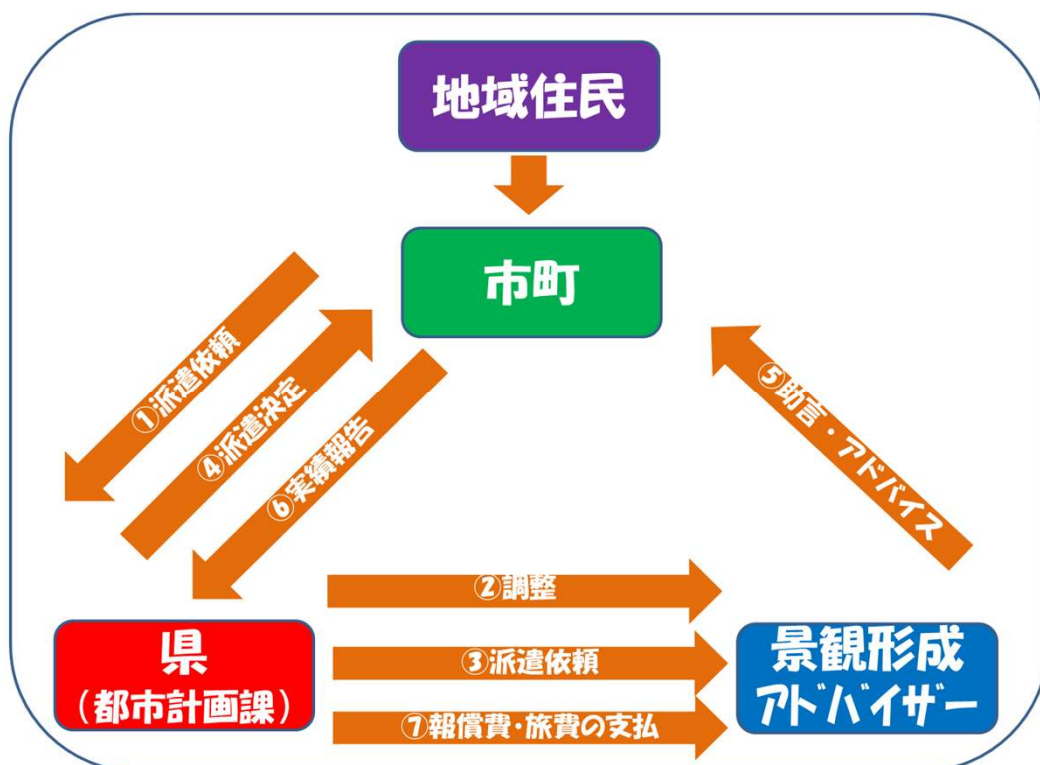 地域住民
市町
①派遣依頼
④派遣決定
⑥実績報告
⑤助言・アドバイス
②調整
③派遣依頼
⑦報償費・旅費の支払
県
（都市計画課）
景観形成
アドバイザー